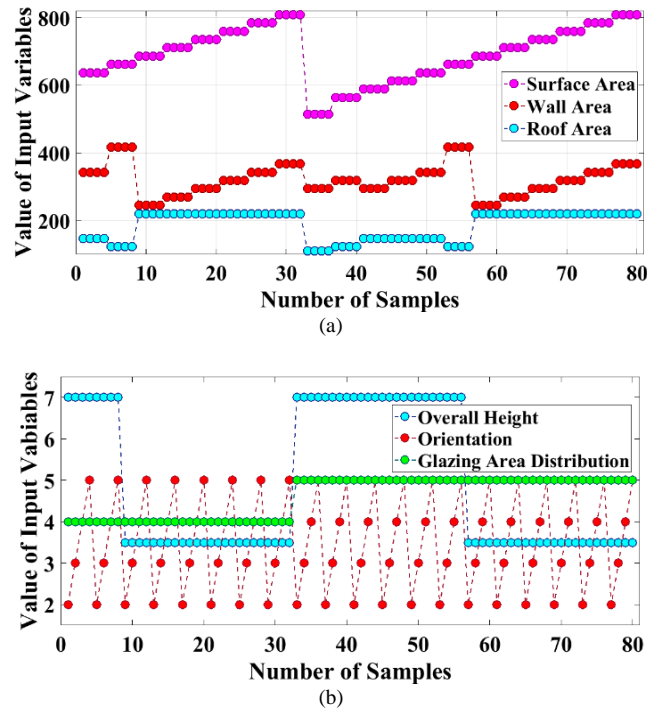 800
600
400
200
Value of Input Variables
Surface Area
Wall Area
Roof Area
0 10 20 30 40 50 60 70 80
Number of Samples
(a)
7
6
5
4
3
2
Value of Input Vabiables
Overall Height
Orientation
Glazing Area Distribution
0 10 20 30 40 50 60 70 80
Number of Samples
(b)